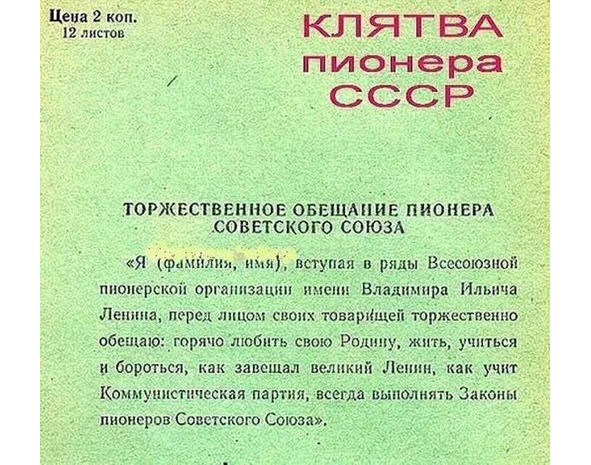 Цена 2 коп.
12 листов
КЛЯТВА
пионера
СССР
ТОРЖЕСТВЕННОЕ ОБЕЩАНИЕ ПИОНЕРА
СОВЕТСКОГО СОЮЗА
«Я (фамилия, имя), вступая в ряды Всесоюзной
пионерской организации имени Владимира Ильича
Ленина, перед лицом своих товарищей торжественно
обещаю: горячо любить свою Родину, жить, учиться
и бороться, как завещал великий Ленин, как учит
Коммунистическая партия, всегда выполнять Законы
пионеров Советского Союза».